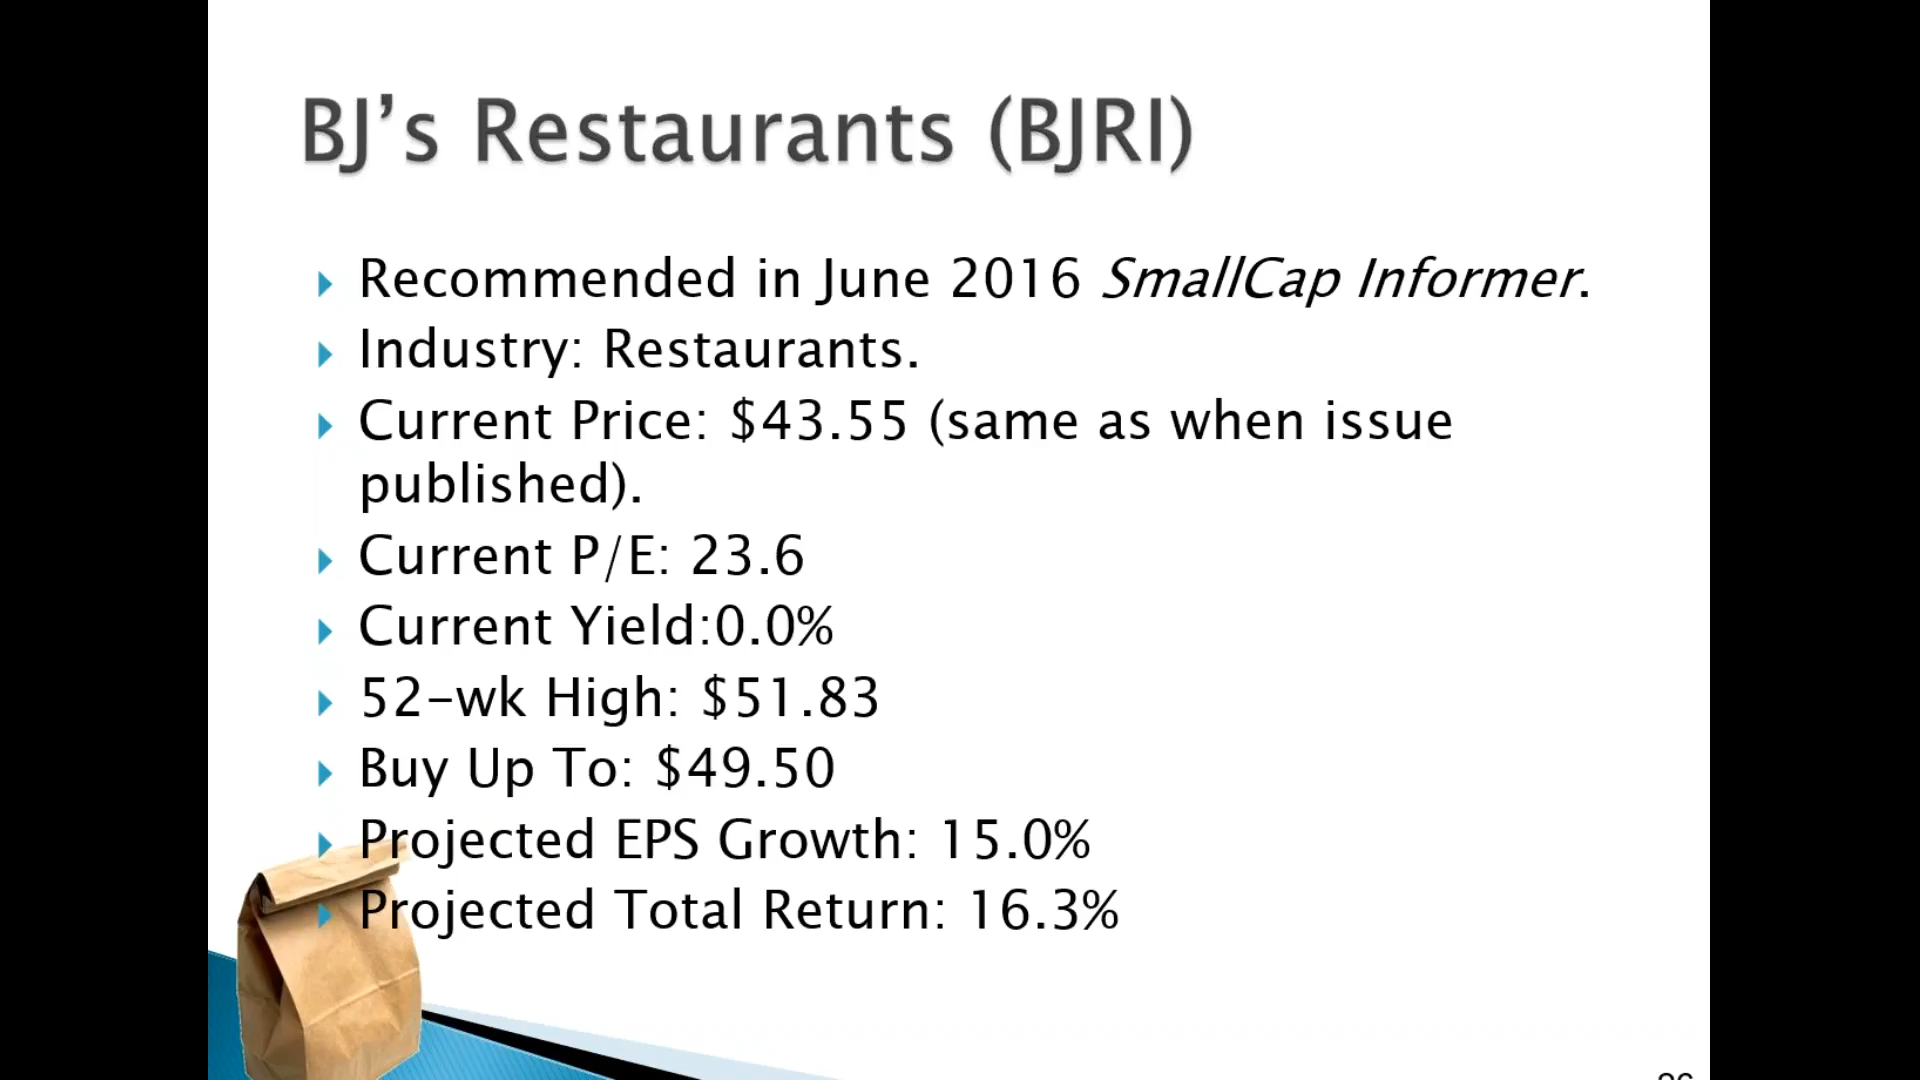 BJ’s Restaurants (BJRI)
Recommended in June 2016 SmallCap Informer.
Industry: Restaurants.
Current Price: $43.55 (same as when issue
published).
Current P/E: 23.6
Current Yield:0.0%
52-wk High: $51.83
Buy Up To: $49.50
Projected EPS Growth: 15.0%
Projected Total Return: 16.3%